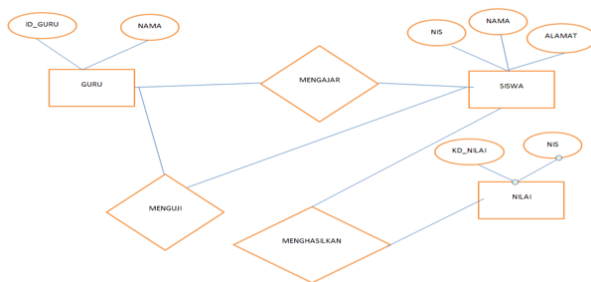 ID_GURU
NAMA
NIS
NAMA
ALAMAT
GURU
MENGAJAR
SISWA
KD_NILAI
NIS
MENGUJI
NILAI
MENGHASILKAN